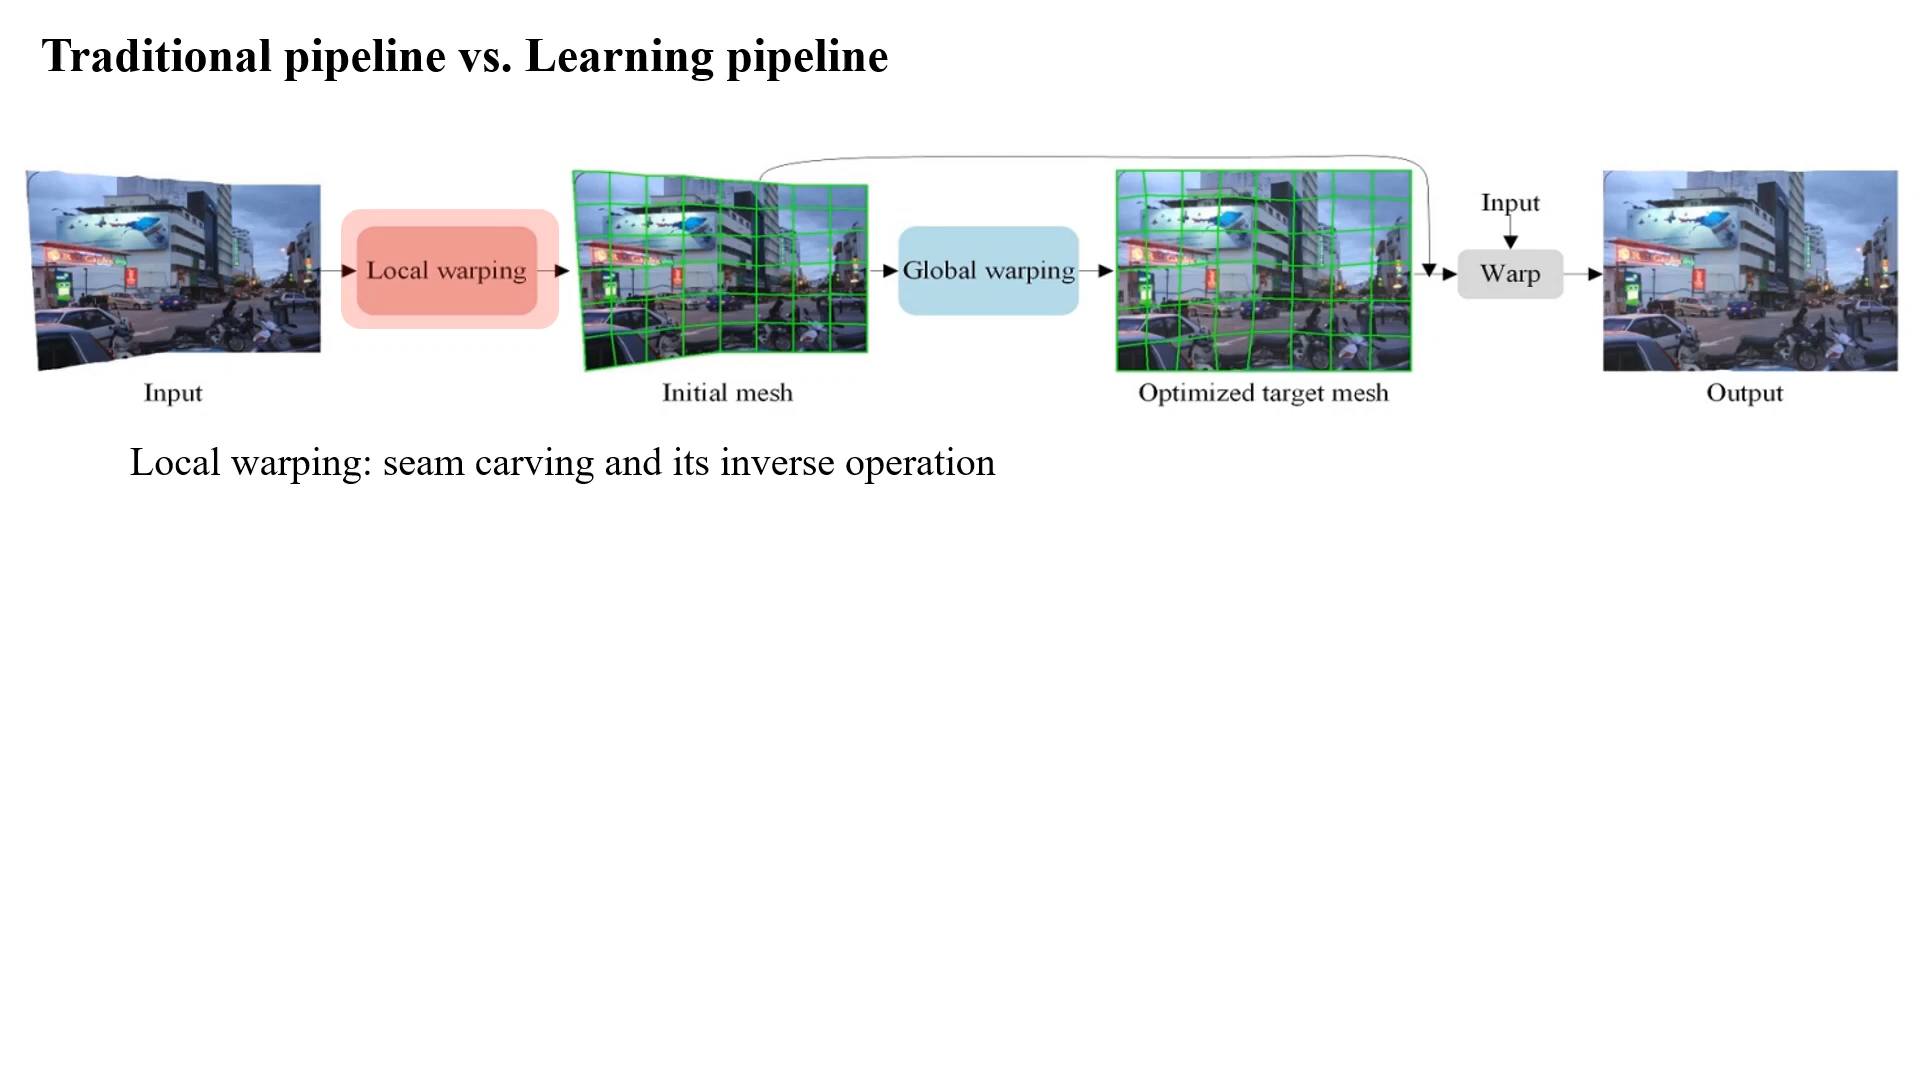 Traditional pipeline vs. Learning pipeline
Input
Local warping
Global warping
Warp
Input
Initial mesh
Optimized target mesh
Output
Local warping: seam carving and its inverse operation